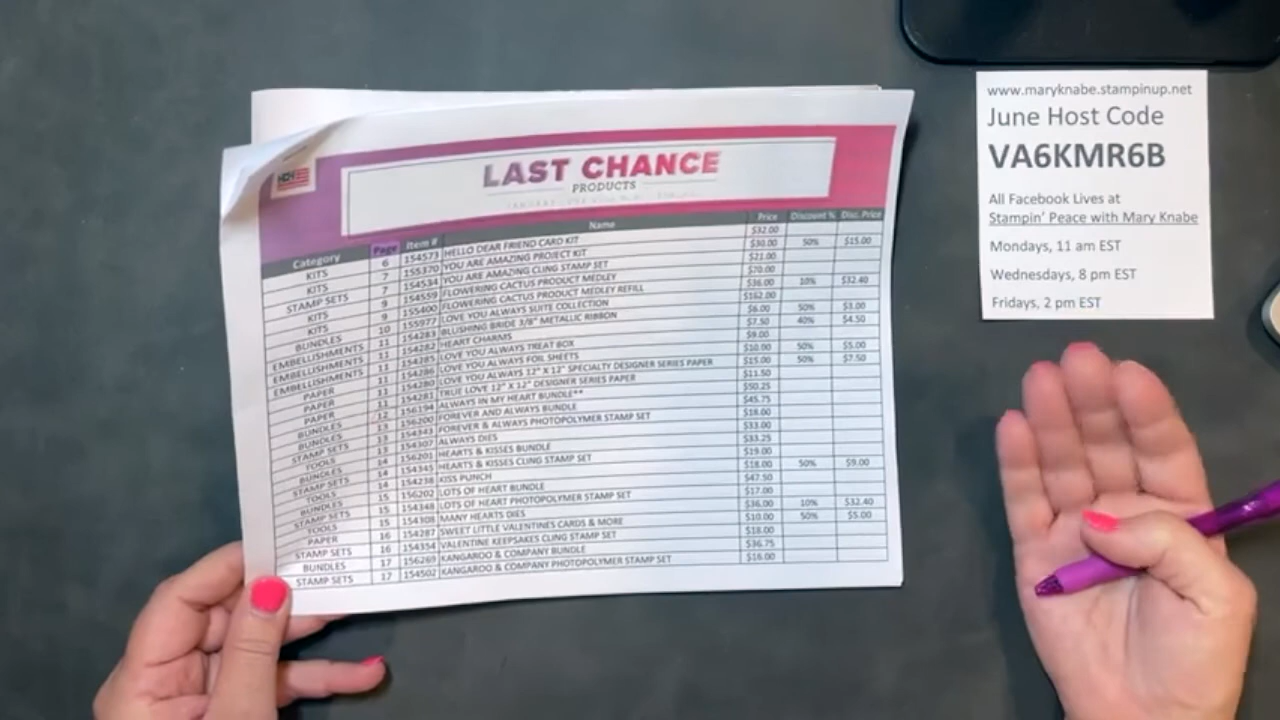 LAST CHANCE
PRODUCTS
Category Page Item # Name Price Discount % Disc. Price
KITS 6 154573 HELLO DEAR FRIEND CARD KIT $32.00
KITS 7 155370 YOU ARE AMAZING PROJECT KIT $30.00 50% $15.00
STAMP SETS 7 154534 YOU ARE AMAZING CLING STAMP SET $21.00
KITS 9 154559 FLOWERING CACTUS PRODUCT MEDLEY $70.00
KITS 9 155400 FLOWERING CACTUS PRODUCT MEDLEY REFILL $36.00 10% $32.40
BUNDLES 10 155977 LOVE YOU ALWAYS SUITE COLLECTION $162.00
EMBELLISHMENTS 11 154283 BLUSHING BRIDE 3/8" METALLIC RIBBON $6.00 50% $3.00
EMBELLISHMENTS 11 154282 HEART CHARMS $7.50 40% $4.50
EMBELLISHMENTS 11 154385 LOVE YOU ALWAYS TREAT BOX $9.00
PAPER 11 154286 LOVE YOU ALWAYS FOIL SHEETS $10.00 50% $5.00
PAPER 11 154280 LOVE YOU ALWAYS 12" X 12" SPECIALTY DESIGNER SERIES PAPER $15.00 50% $7.50
PAPER 11 154281 TRUE LOVE 12" X 12" DESIGNER SERIES PAPER $11.50
BUNDLES 12 156194 ALWAYS IN MY HEART BUNDLE** $50.25
BUNDLES 13 156200 FOREVER AND ALWAYS BUNDLE $45.75
STAMP SETS 13 154343 FOREVER & ALWAYS PHOTOPOLYMER STAMP SET $18.00
TOOLS 13 154307 ALWAYS DIES $33.00
BUNDLES 14 156201 HEARTS & KISSES BUNDLE $33.25
STAMP SETS 14 154345 HEARTS & KISSES CLING STAMP SET $19.00
TOOLS 14 154238 KISS PUNCH $18.00 50% $9.00
BUNDLES 15 156202 LOTS OF HEART BUNDLE $47.50
STAMP SETS 15 154348 LOTS OF HEART PHOTOPOLYMER STAMP SET $17.00
TOOLS 15 154308 MANY HEARTS DIES $36.00 10% $32.40
PAPER 16 154287 SWEET LITTLE VALENTINES CARDS & MORE $10.00 50% $5.00
STAMP SETS 16 154354 VALENTINE KEEPSAKES CLING STAMP SET $18.00
BUNDLES 17 156269 KANGAROO & COMPANY BUNDLE $36.75
STAMP SETS 17 154502 KANGAROO & COMPANY PHOTOPOLYMER STAMP SET $16.00
www.maryknabe.stampinup.net
June Host Code
VA6KMR6B
All Facebook Lives at
Stampin' Peace with Mary Knabe
Mondays, 11 am EST
Wednesdays, 8 pm EST
Fridays, 2 pm EST